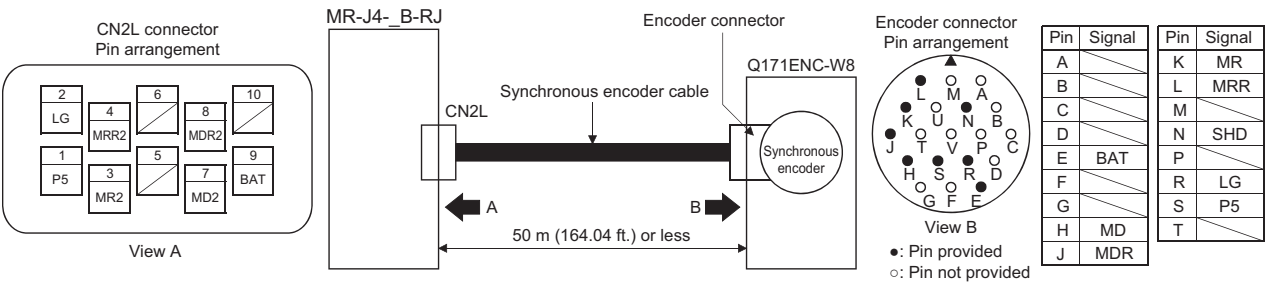 CN2L connector
Pin arrangement
2
LG
4
MRR2
6
8
MDR2
10
1
P5
3
MR2
5
7
MD2
9
BAT
View A
MR-J4-_B-RJ
CN2L
Synchronous encoder cable
Encoder connector
Q171ENC-W8
Synchronous
encoder
A
B
50 m (164.04 ft.) or less
Encoder connector
Pin arrangement
L M A
K U N B
J T V P C
H S R D
G F E
View B
●: Pin provided
○: Pin not provided
Pin Signal
A
B
C
D
E BAT
F
G
H MD
J MDR
Pin Signal
K MR
L MRR
M
N SHD
P
R LG
S P5
T